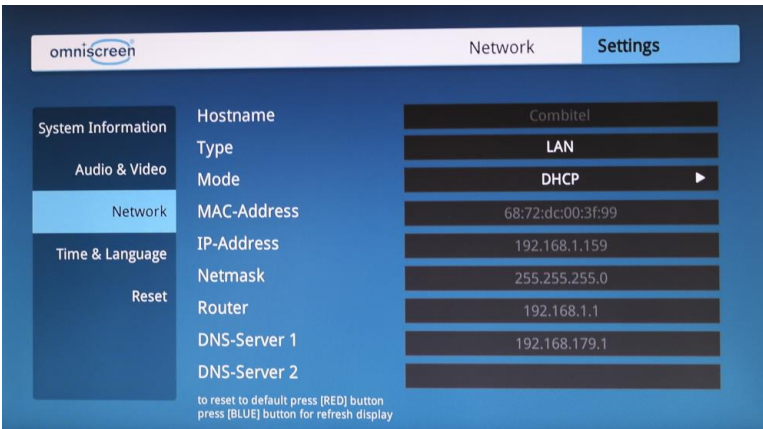 omniscreen®
Network
Settings
System Information
Audio & Video
Network
Time & Language
Reset
Hostname Combitel
Type LAN
Mode DHCP
MAC-Address 68:72:dc:00:3f:99
IP-Address 192.168.1.159
Netmask 255.255.255.0
Router 192.168.1.1
DNS-Server 1 192.168.179.1
DNS-Server 2
to reset to default press [RED] button
press [BLUE] button for refresh display